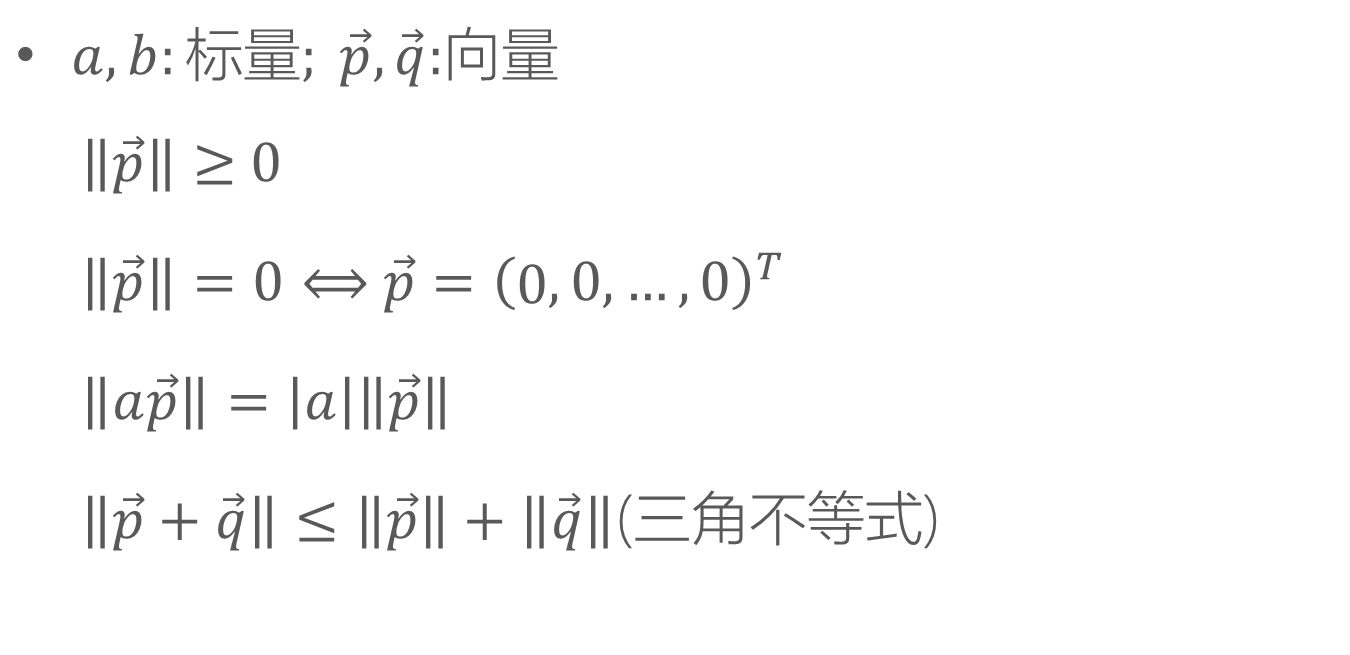 • a, b: 标量; p⃗, q⃗:向量
‖p⃗‖ ≥ 0
‖p⃗‖ = 0 ⟺ p⃗ = (0, 0, … , 0)ᵀ
‖ap⃗‖ = |a|‖p⃗‖
‖p⃗ + q⃗‖ ≤ ‖p⃗‖ + ‖q⃗‖(三角不等式)